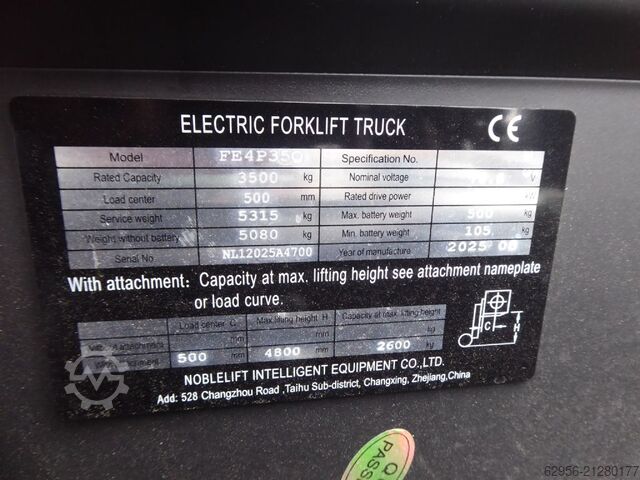 ELECTRIC FORKLIFT TRUCK CE
Model FE4P35Q Specification No.
Rated Capacity 3500 kg Nominal voltage V
Load center 500 mm Rated drive power
Service weight 5315 kg Max. battery weight 500 kg
Weight without battery 5080 kg Min. battery weight 105 kg
Serial No NL12025A4700 Year of manufacture 2025 08
With attachment: Capacity at max. lifting height see attachment nameplate
or load curve.
Load center C Max.lifting height H Capacity at Max lifting height
attachment mm mm kg
500 4800 2600
C H
NOBLELIFT INTELLIGENT EQUIPMENT CO.,LTD.
Add: 528 Changzhou Road ,Taihu Sub-district, Changxing, Zhejiang,China
PASS
62956-21280177